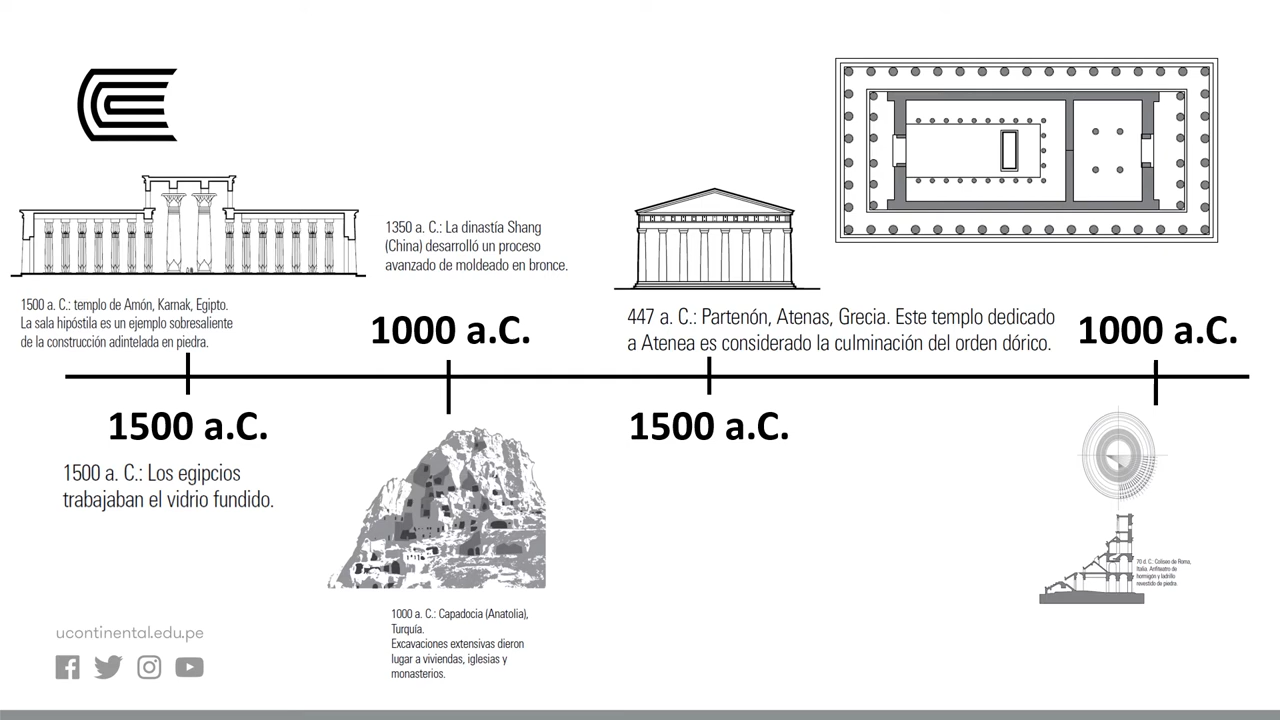 1350 a. C.: La dinastía Shang
(China) desarrolló un proceso
avanzado de moldeado en bronce.
1500 a. C.: templo de Amón, Karnak, Egipto.
La sala hipóstila es un ejemplo sobresaliente
de la construcción adintelada en piedra.
1000 a.C.
447 a. C.: Partenón, Atenas, Grecia. Este templo dedicado
a Atenea es considerado la culminación del orden dórico.
1000 a.C.
1500 a.C.
1500 a.C.
1500 a. C.: Los egipcios
trabajaban el vidrio fundido.
70 d. C.: Coliseo de Roma,
Italia. Anfiteatro de
hormigón y ladrillo
revestido de piedra.
1000 a. C.: Capadocia (Anatolia),
Turquía.
Excavaciones extensivas dieron
lugar a viviendas, iglesias y
monasterios.
ucontinental.edu.pe